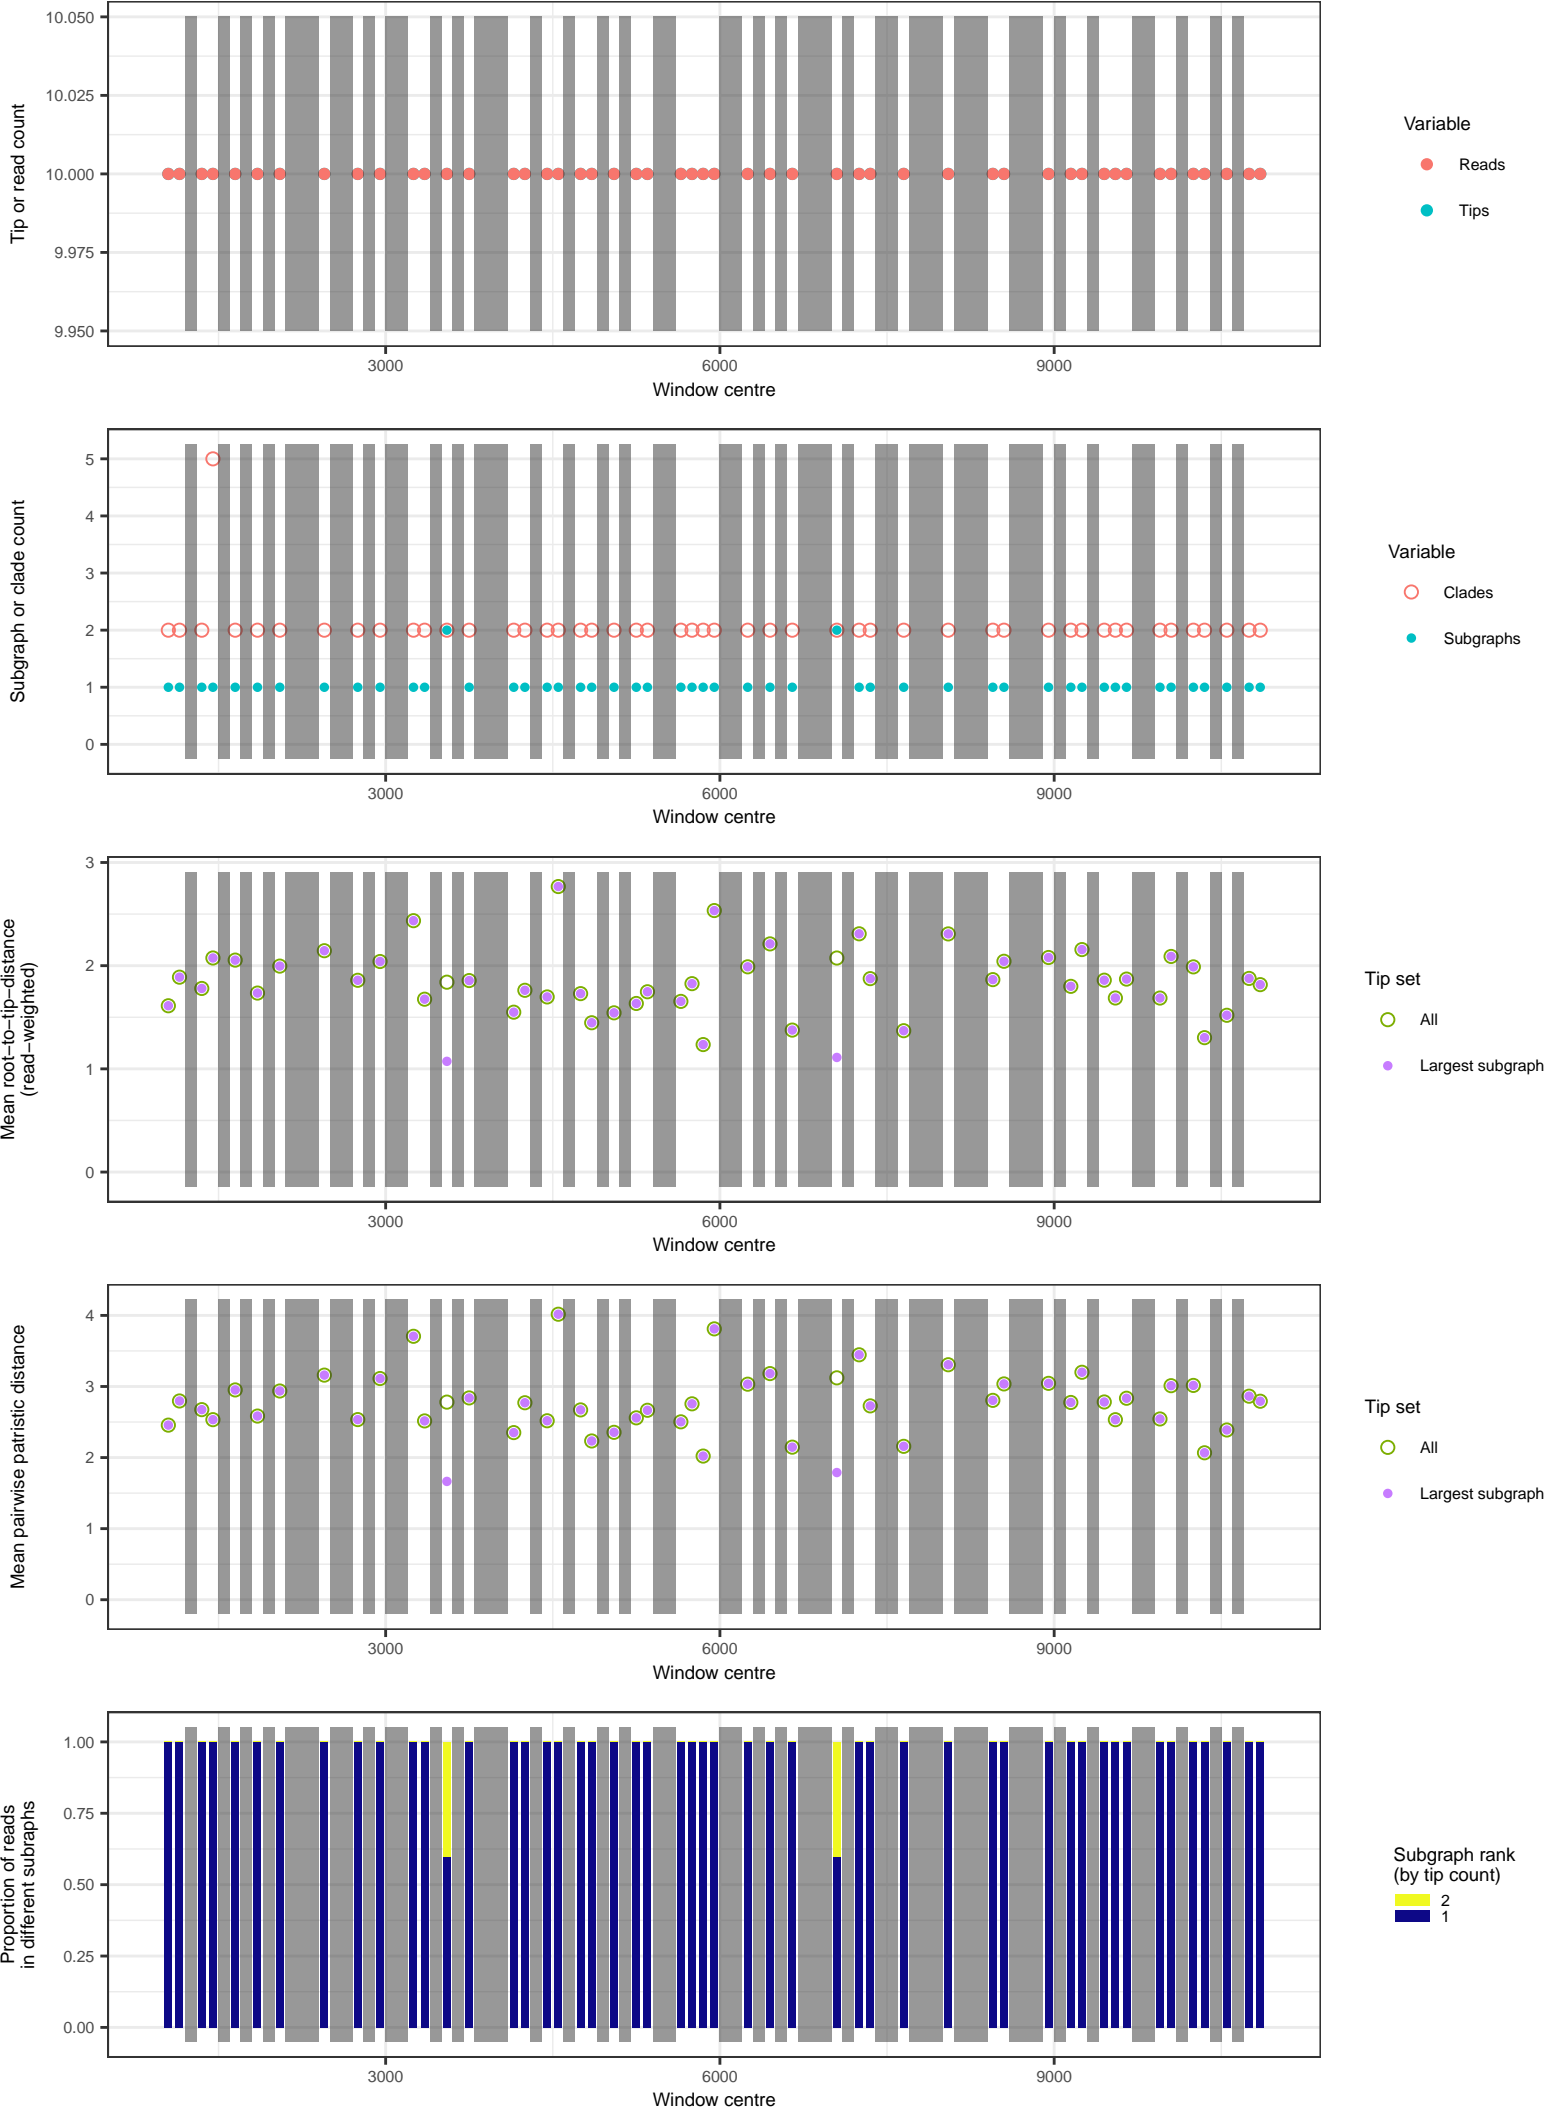 10.050
10.025
10.000
9.975
9.950
Tip or read count
3000
6000
9000
Window centre
Variable
Reads
Tips
5
4
3
2
1
0
Subgraph or clade count
3000
6000
9000
Window centre
Variable
Clades
Subgraphs
3
2
1
0
Mean root−to−tip−distance
(read−weighted)
3000
6000
9000
Window centre
Tip set
All
Largest subgraph
4
3
2
1
0
Mean pairwise patristic distance
3000
6000
9000
Window centre
Tip set
All
Largest subgraph
1.00
0.75
0.50
0.25
0.00
Proportion of reads
in different subraphs
3000
6000
9000
Window centre
Subgraph rank
(by tip count)
2
1